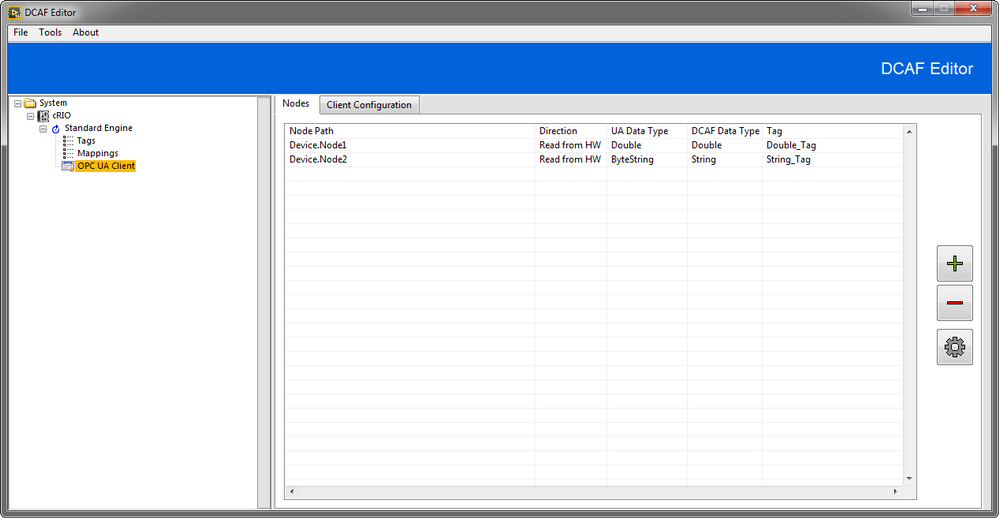 DCAF Editor
File Tools About
DCAF Editor
System
cRIO
Standard Engine
Tags
Mappings
OPC UA Client
Nodes Client Configuration
Node Path Direction UA Data Type DCAF Data Type Tag
Device.Node1 Read from HW Double Double Double_Tag
Device.Node2 Read from HW ByteString String String_Tag